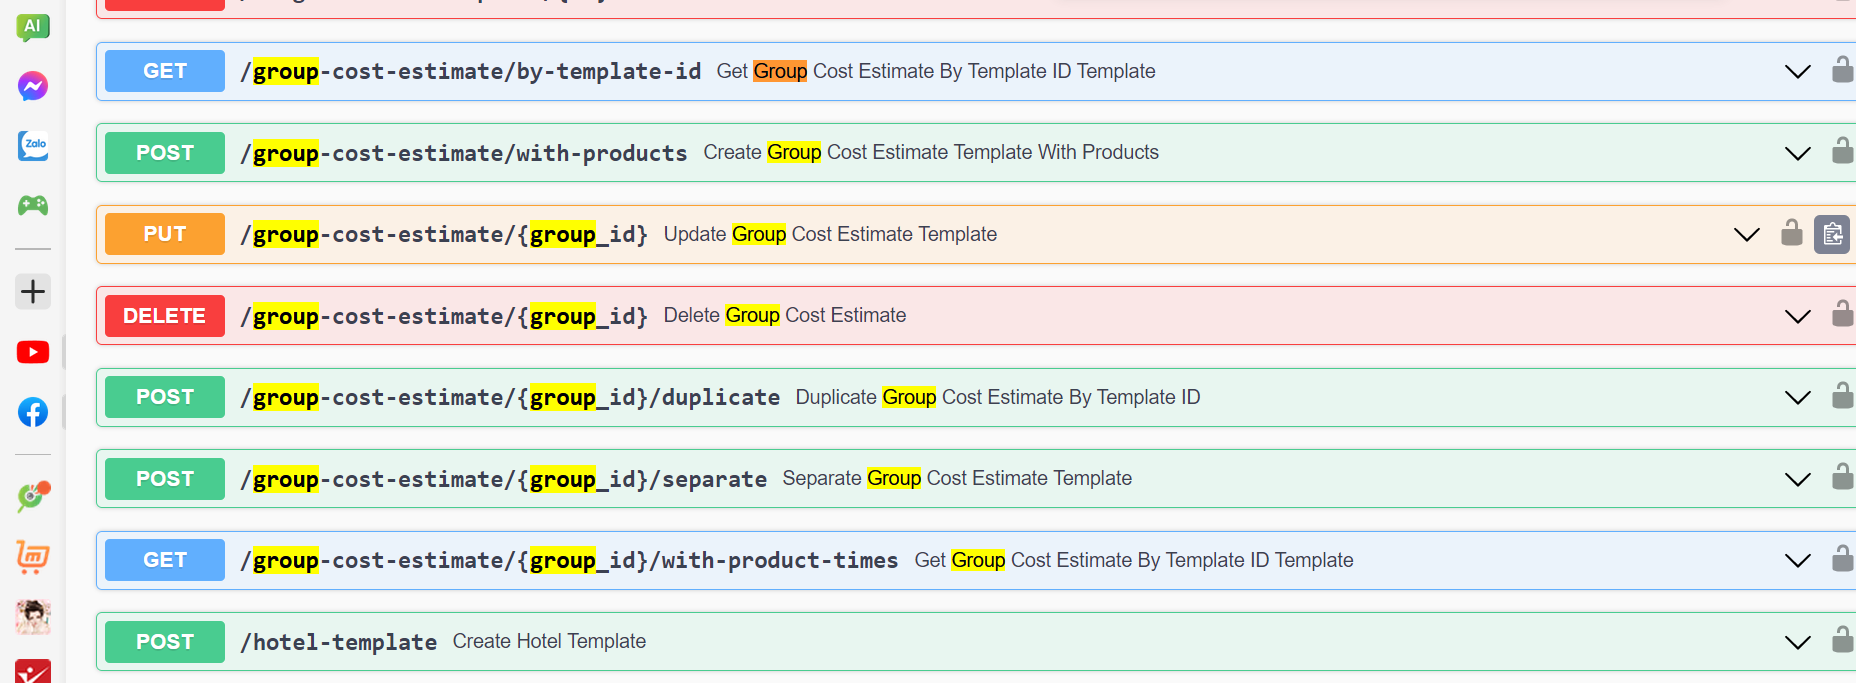 AI
GET /group-cost-estimate/by-template-id Get Group Cost Estimate By Template ID Template
Zalo
POST /group-cost-estimate/with-products Create Group Cost Estimate Template With Products
PUT /group-cost-estimate/{group_id} Update Group Cost Estimate Template
DELETE /group-cost-estimate/{group_id} Delete Group Cost Estimate
POST /group-cost-estimate/{group_id}/duplicate Duplicate Group Cost Estimate By Template ID
POST /group-cost-estimate/{group_id}/separate Separate Group Cost Estimate Template
GET /group-cost-estimate/{group_id}/with-product-times Get Group Cost Estimate By Template ID Template
POST /hotel-template Create Hotel Template